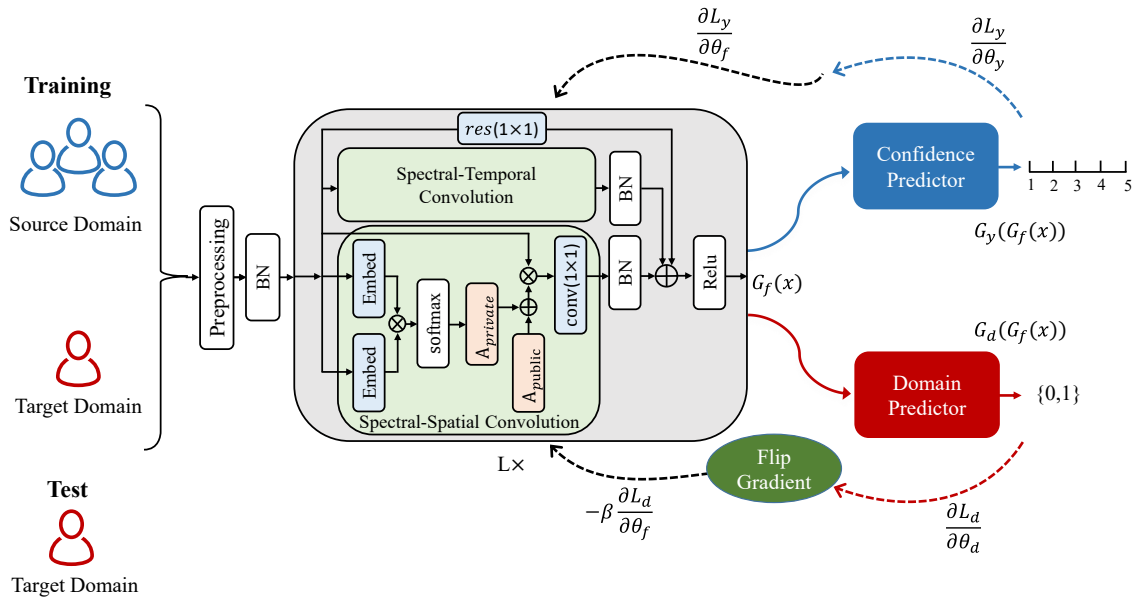 Training
Source Domain
Target Domain
Test
Target Domain
Preprocessing
BN
res(1×1)
Spectral-Temporal
Convolution
BN
Embed
Embed
softmax
A_private
A_public
conv(1×1)
Spectral-Spatial Convolution
BN
Relu
L×
G_f(x)
∂L_y
∂θ_f
∂L_y
∂θ_y
Confidence
Predictor
1 2 3 4 5
G_y(G_f(x))
G_d(G_f(x))
Domain
Predictor
{0,1}
Flip
Gradient
−β ∂L_d
∂θ_f
∂L_d
∂θ_d